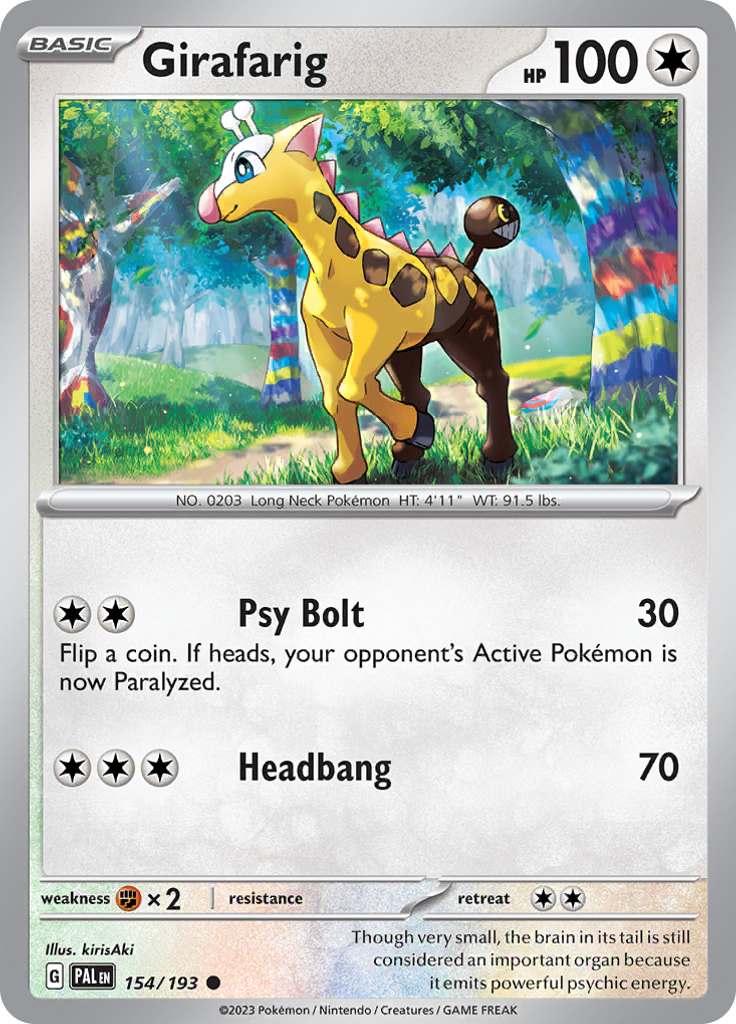 BASIC
Girafarig
HP 100
NO. 0203 Long Neck Pokémon HT: 4'11" WT: 91.5 lbs.
Psy Bolt 30
Flip a coin. If heads, your opponent's Active Pokémon is
now Paralyzed.
Headbang 70
weakness ×2 resistance retreat
Illus. kirisAki
Though very small, the brain in its tail is still
considered an important organ because
it emits powerful psychic energy.
G PAL EN 154/193
©2023 Pokémon / Nintendo / Creatures / GAME FREAK